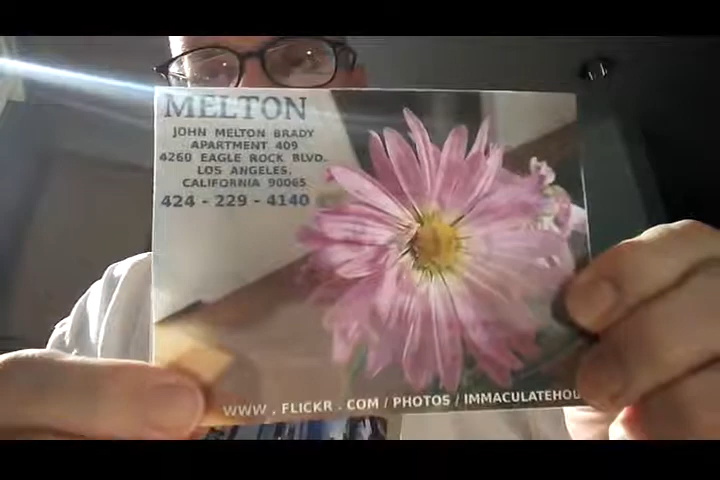 MELTON
JOHN MELTON BRADY
APARTMENT 409
4260 EAGLE ROCK BLVD.
LOS ANGELES,
CALIFORNIA 90065
424 - 229 - 4140
WWW . FLICKR . COM / PHOTOS / IMMACULATEHOU